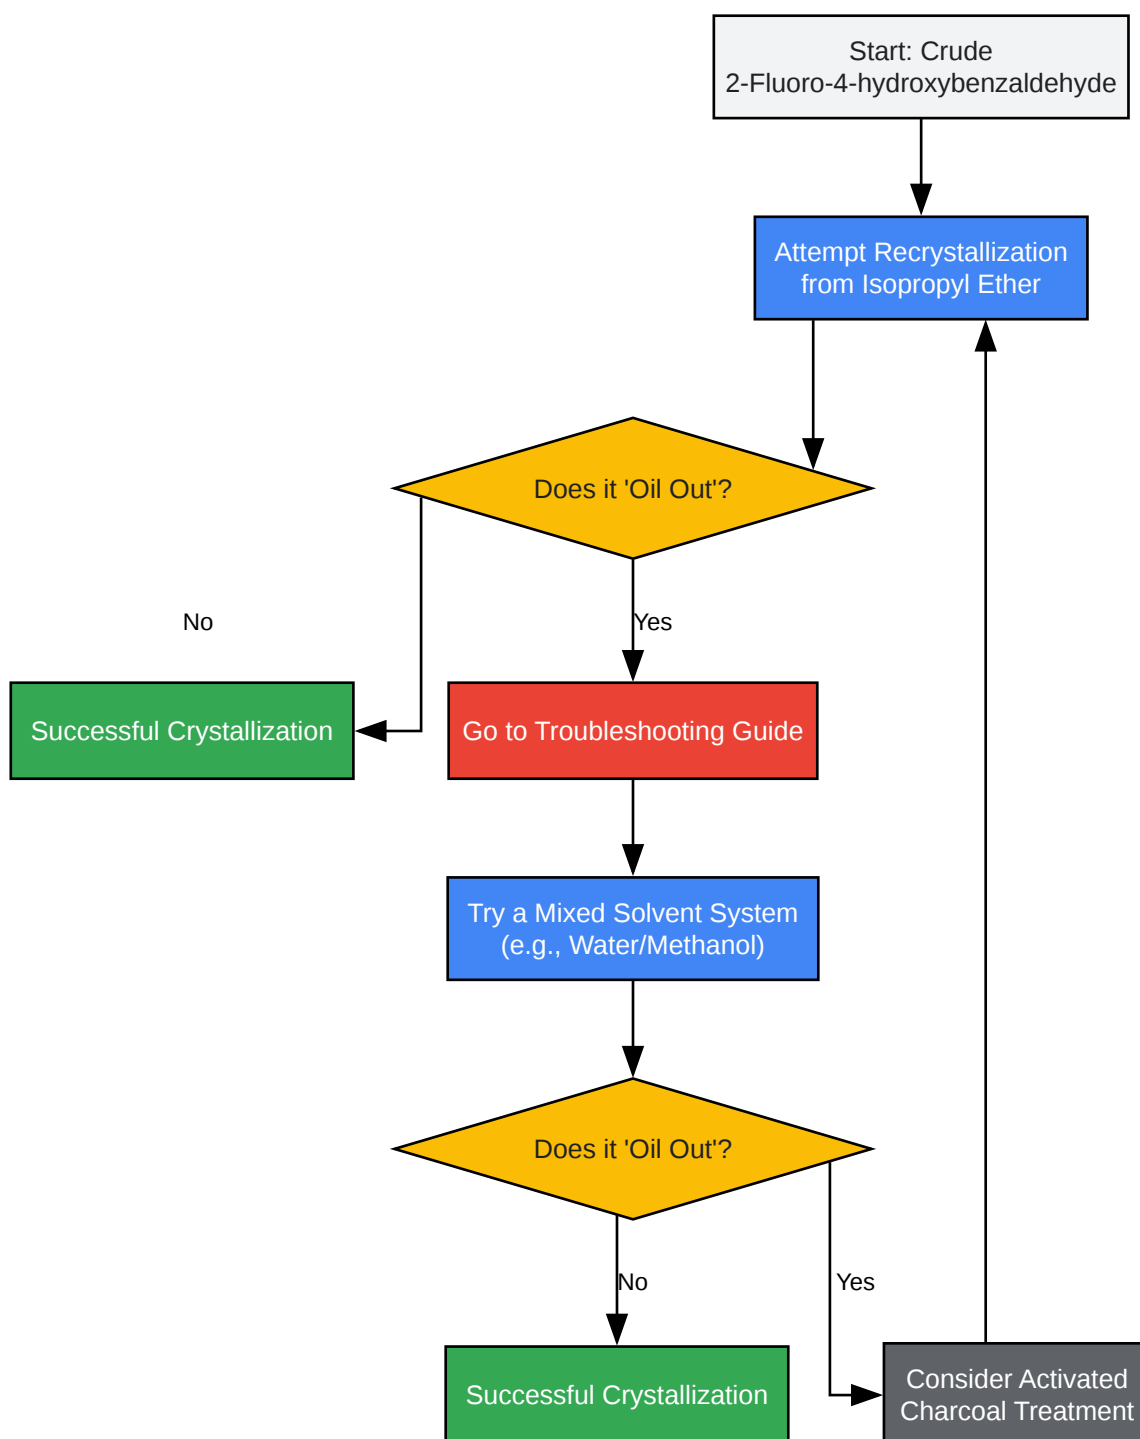 Start: Crude
2-Fluoro-4-hydroxybenzaldehyde
Attempt Recrystallization
from Isopropyl Ether
Does it 'Oil Out'?
No
Yes
Successful Crystallization
Go to Troubleshooting Guide
Try a Mixed Solvent System
(e.g., Water/Methanol)
Does it 'Oil Out'?
No
Yes
Successful Crystallization
Consider Activated
Charcoal Treatment